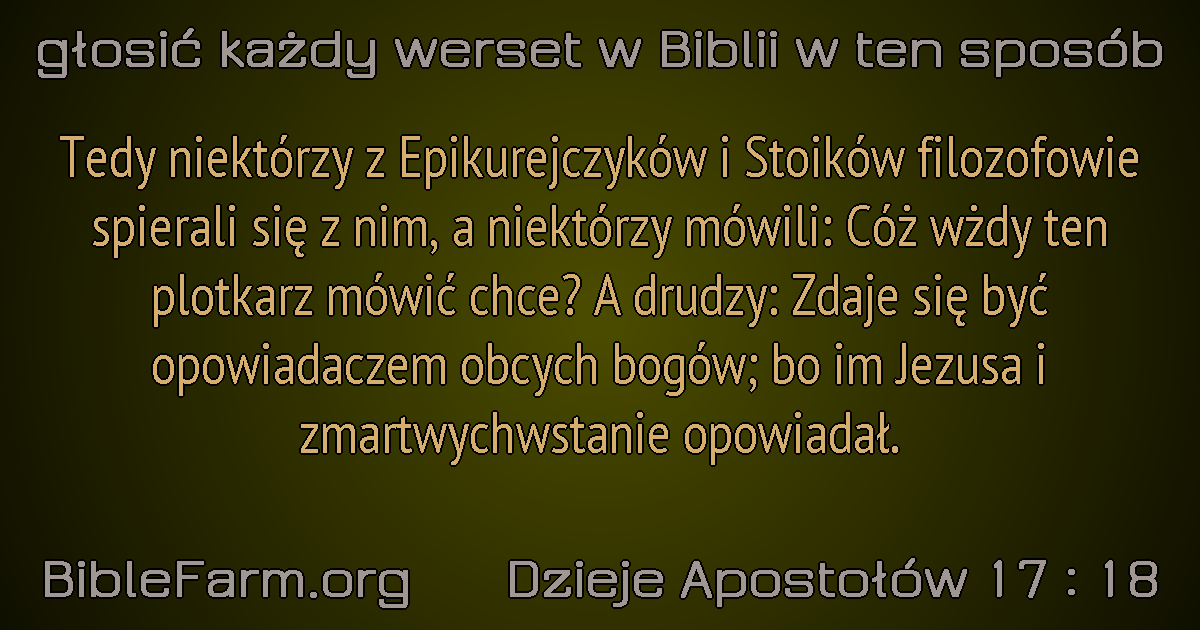 głosić każdy werset w Biblii w ten sposób
Tedy niektórzy z Epikurejczyków i Stoików filozofowie
spierali się z nim, a niektórzy mówili: Cóż wżdy ten
plotkarz mówić chce? A drudzy: Zdaje się być
opowiadaczem obcych bogów; bo im Jezusa i
zmartwychwstanie opowiadał.
BibleFarm.org Dzieje Apostołów 17 : 18